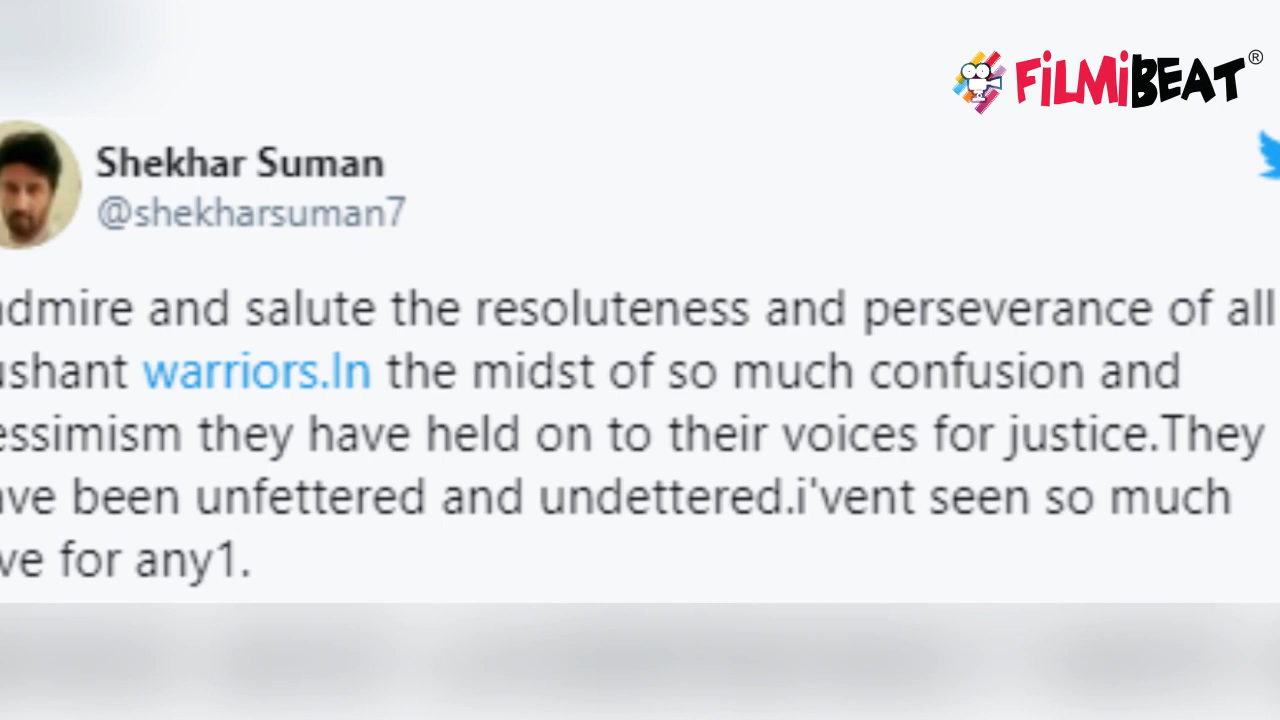 FiLMiBEAT®
Shekhar Suman
@shekharsuman7
admire and salute the resoluteness and perseverance of all
ushant warriors.In the midst of so much confusion and
essimism they have held on to their voices for justice.They
ave been unfettered and undettered.i'vent seen so much
ve for any1.